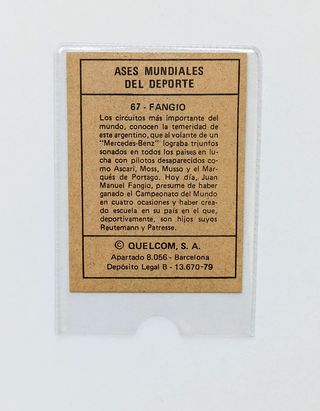 ASES MUNDIALES
DEL DEPORTE
67 - FANGIO
Los circuitos más importante del
mundo, conocen la temeridad de
este argentino, que al volante de un
"Mercedes-Benz" lograba triunfos
sonados en todos los países en lu-
cha con pilotos desaparecidos co-
mo Ascari, Moss, Musso y el Mar-
qués de Portago. Hoy día, Juan
Manuel Fangio, presume de haber
ganado el Campeonato del Mundo
en cuatro ocasiones y haber crea-
do escuela en su país en el que,
deportivamente, son hijos suyos
Reutemann y Patresse.
© QUELCOM, S. A.
Apartado 8.056 - Barcelona
Depósito Legal B - 13.670-79